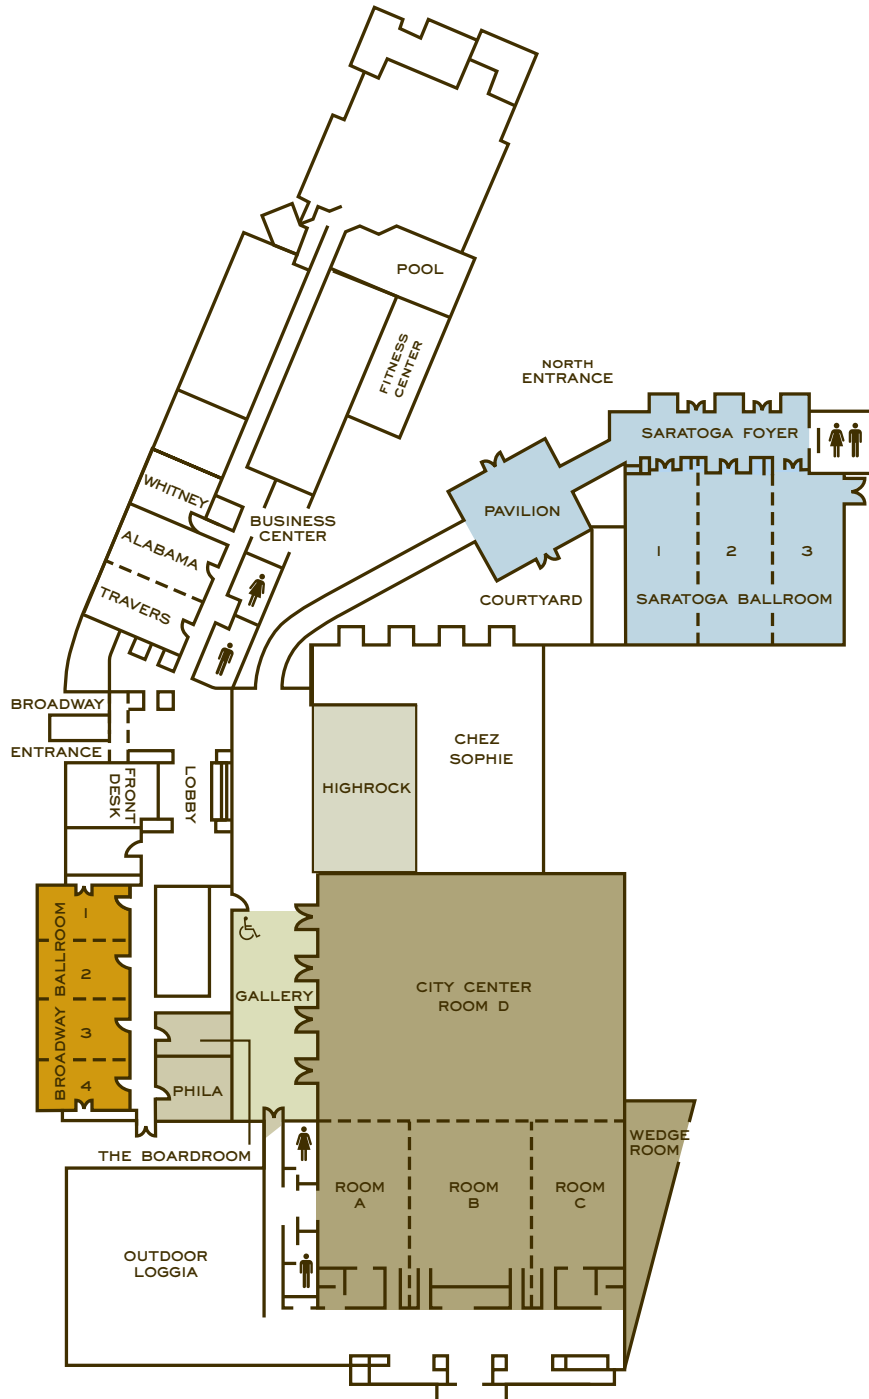 POOL
FITNESS
CENTER
NORTH
ENTRANCE
SARATOGA FOYER
WHITNEY
BUSINESS
CENTER
PAVILION
ALABAMA
1
2
3
TRAVERS
COURTYARD
SARATOGA BALLROOM
BROADWAY
ENTRANCE
FRONT
DESK
LOBBY
CHEZ
SOPHIE
HIGHROCK
BROADWAY BALLROOM
1
2
3
4
GALLERY
CITY CENTER
ROOM D
PHILA
THE BOARDROOM
WEDGE
ROOM
ROOM
A
ROOM
B
ROOM
C
OUTDOOR
LOGGIA